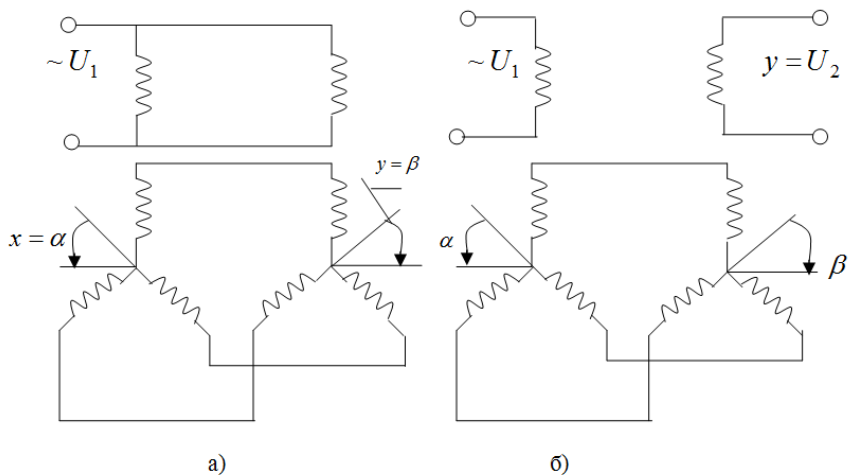 ~ U₁
~ U₁
y = U₂
y = β
x = α
α
β
а)
б)